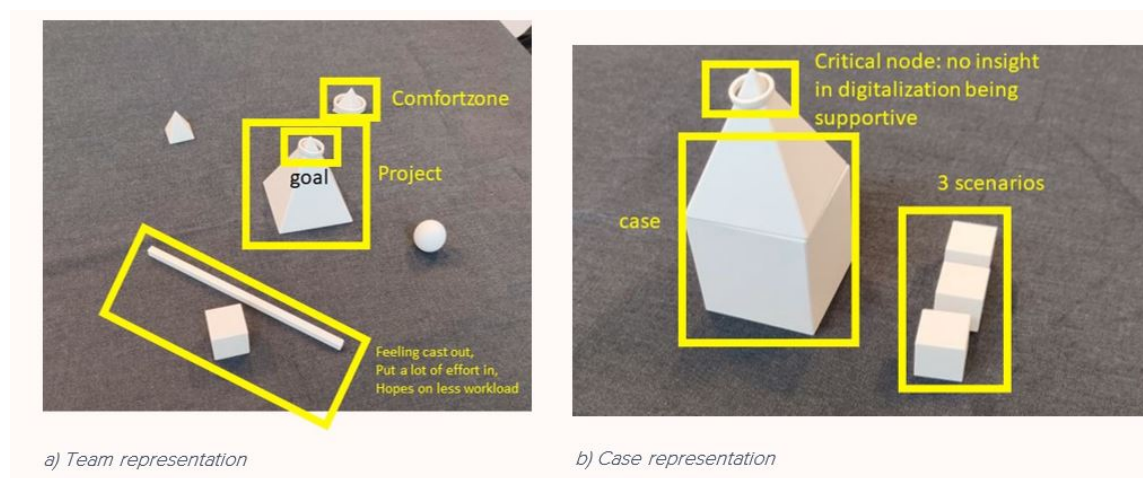 Comfortzone
goal
Project
Feeling cast out,
Put a lot of effort in,
Hopes on less workload
a) Team representation
Critical node: no insight
in digitalization being
supportive
case
3 scenarios
b) Case representation